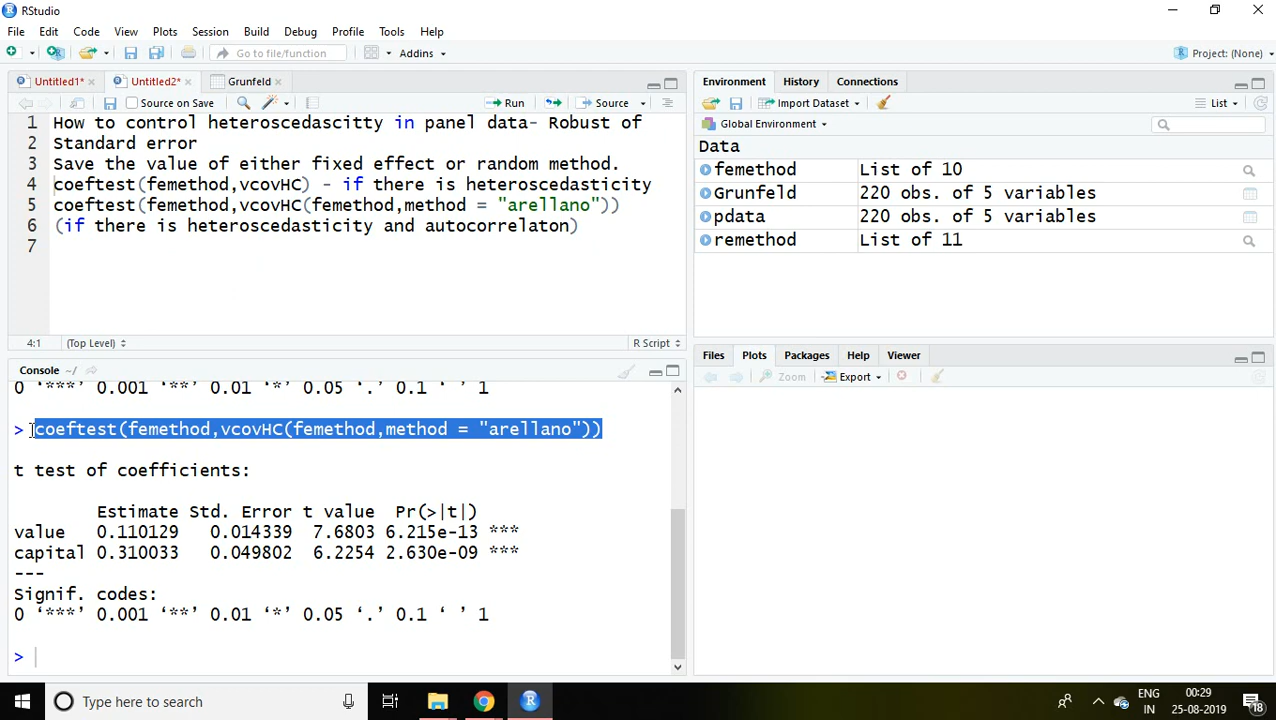 RStudio
File Edit Code View Plots Session Build Debug Profile Tools Help
Go to file/function Addins Project: (None)
Untitled1* Untitled2* Grunfeld
Source on Save Run Source
1 How to control heteroscedascitty in panel data- Robust of
2 Standard error
3 Save the value of either fixed effect or random method.
4 coeftest(femethod,vcovHC) - if there is heteroscedasticity
5 coeftest(femethod,vcovHC(femethod,method = "arellano"))
6 (if there is heteroscedasticity and autocorrelaton)
7
4:1 (Top Level) R Script
Console ~/
0 ‘***’ 0.001 ‘**’ 0.01 ‘*’ 0.05 ‘.’ 0.1 ‘ ’ 1
> coeftest(femethod,vcovHC(femethod,method = "arellano"))
t test of coefficients:
Estimate Std. Error t value Pr(>|t|)
value 0.110129 0.014339 7.6803 6.215e-13 ***
capital 0.310033 0.049802 6.2254 2.630e-09 ***
---
Signif. codes:
0 ‘***’ 0.001 ‘**’ 0.01 ‘*’ 0.05 ‘.’ 0.1 ‘ ’ 1
>
Environment History Connections
Import Dataset List
Global Environment
Data
femethod List of 10
Grunfeld 220 obs. of 5 variables
pdata 220 obs. of 5 variables
remethod List of 11
Files Plots Packages Help Viewer
Zoom Export
Type here to search
ENG 00:29
IN 25-08-2019 18